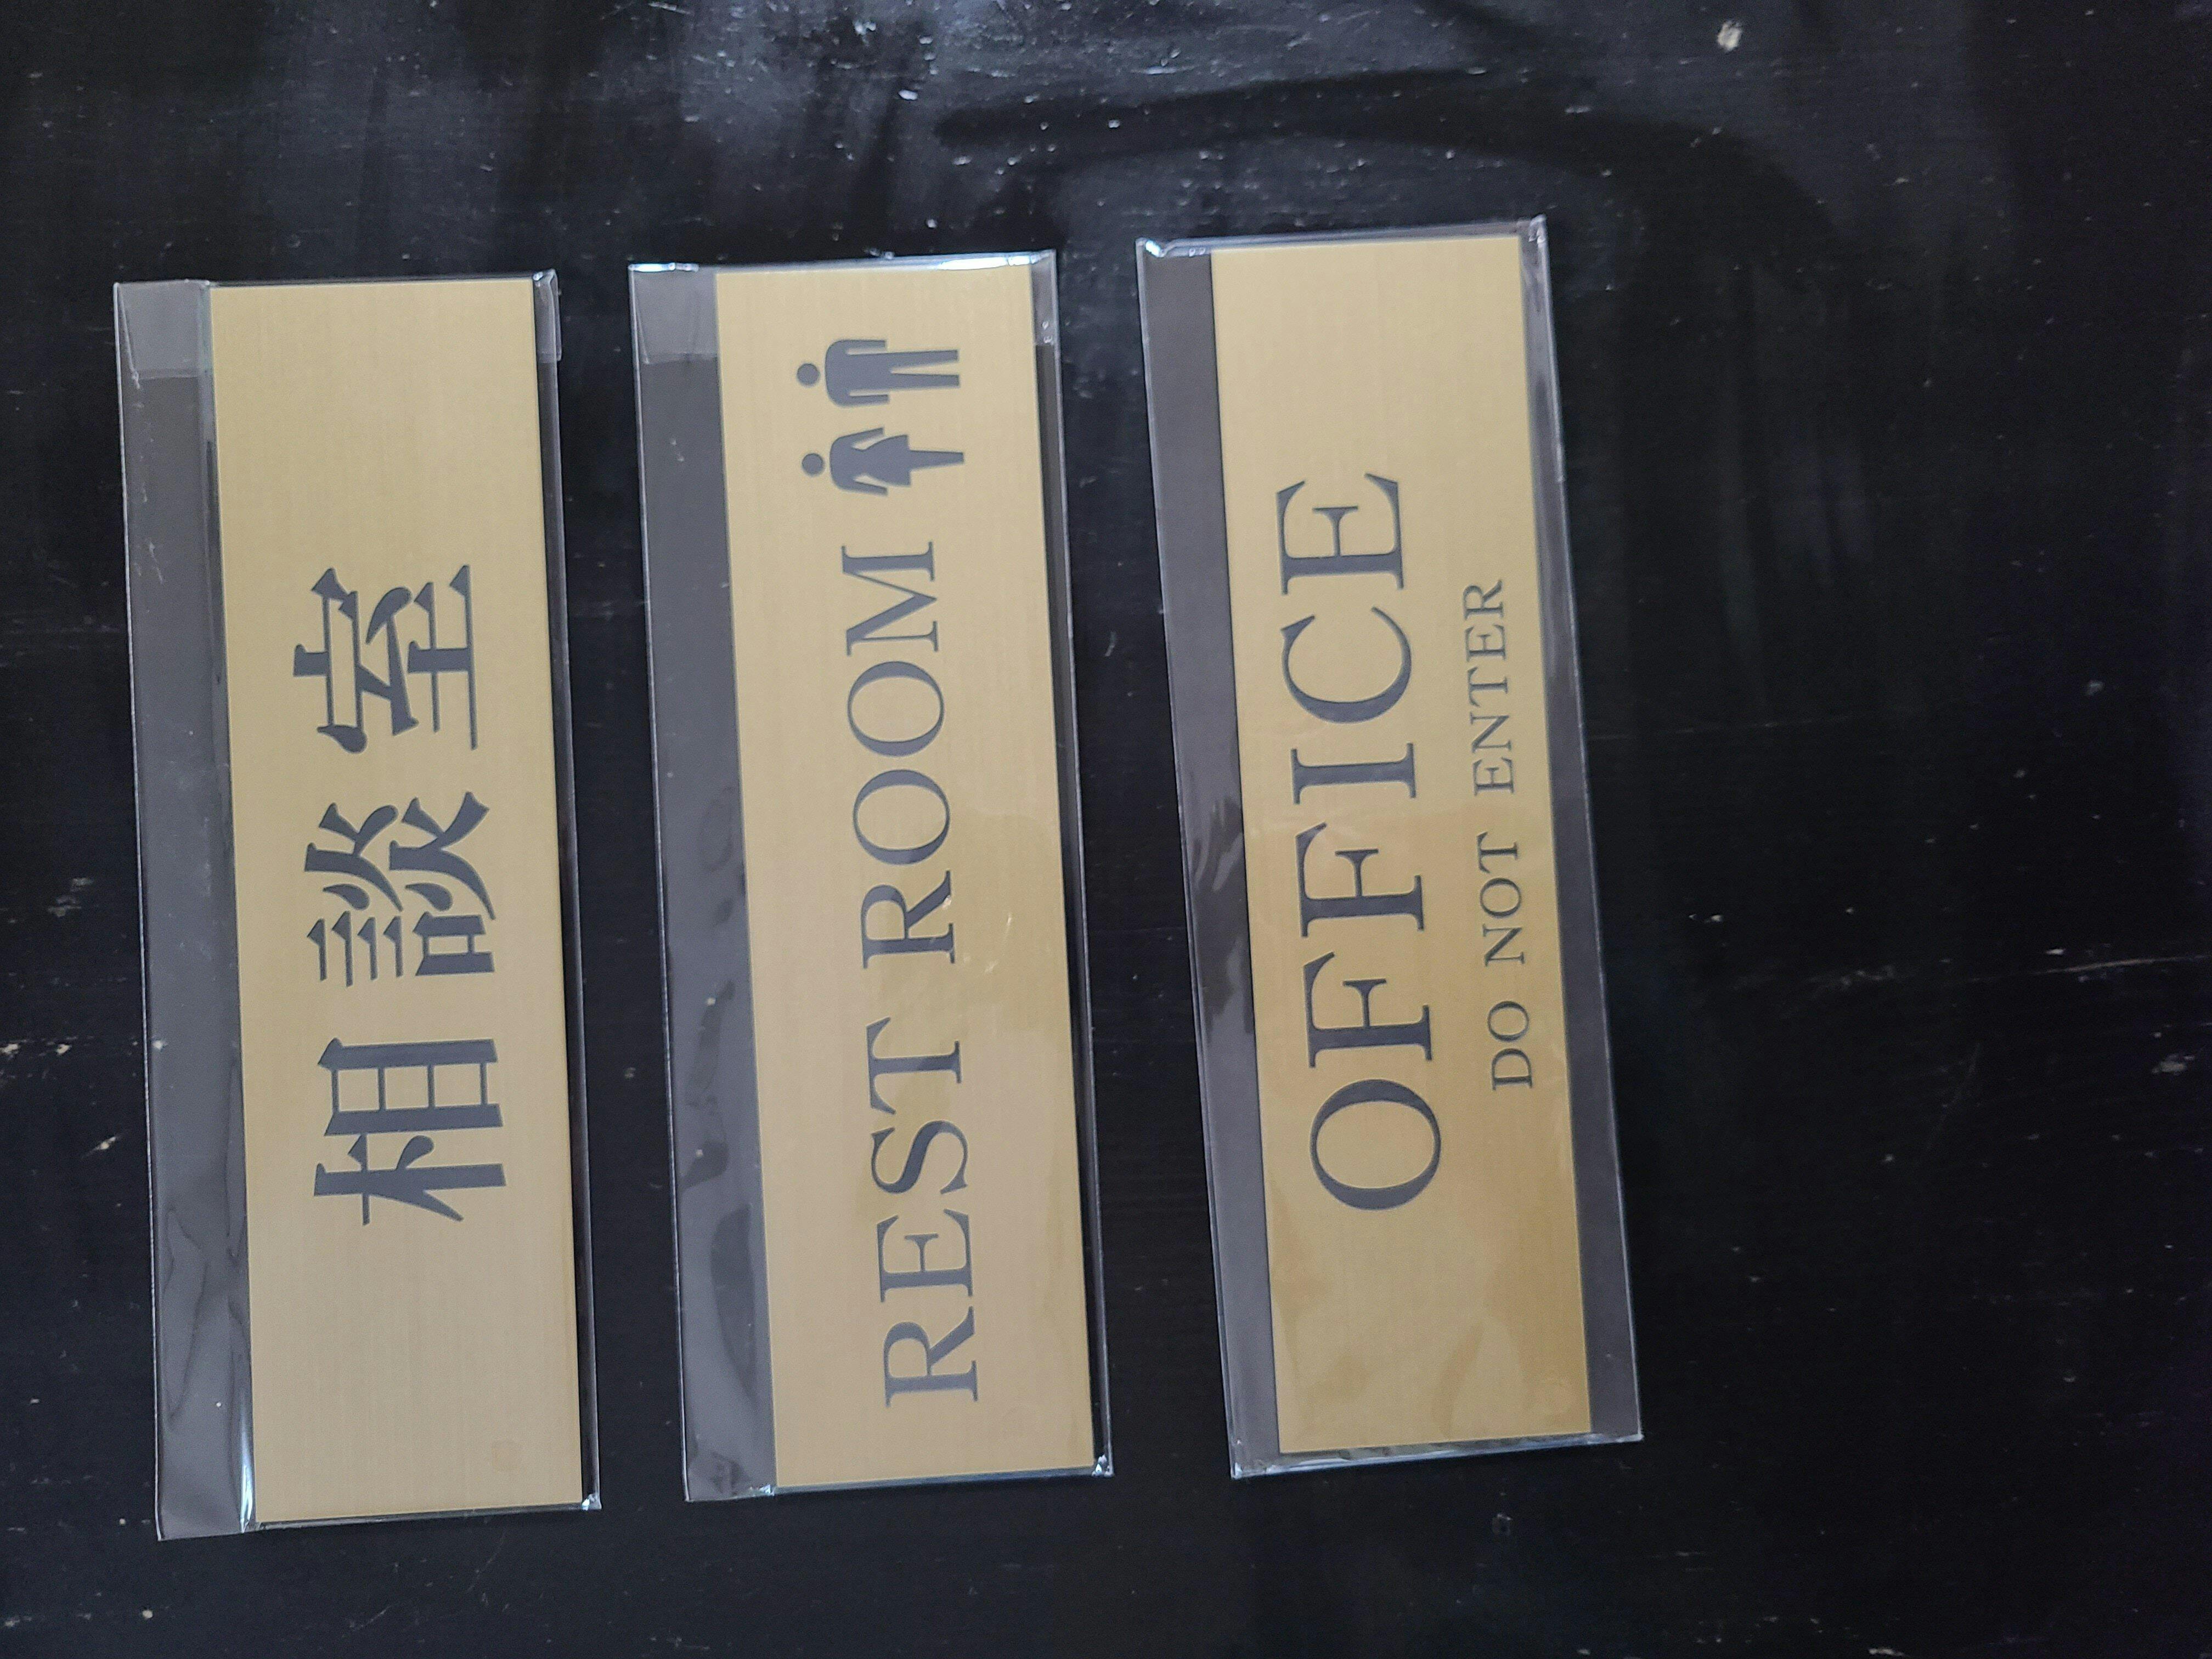 相談室
REST ROOM
OFFICE
DO NOT ENTER